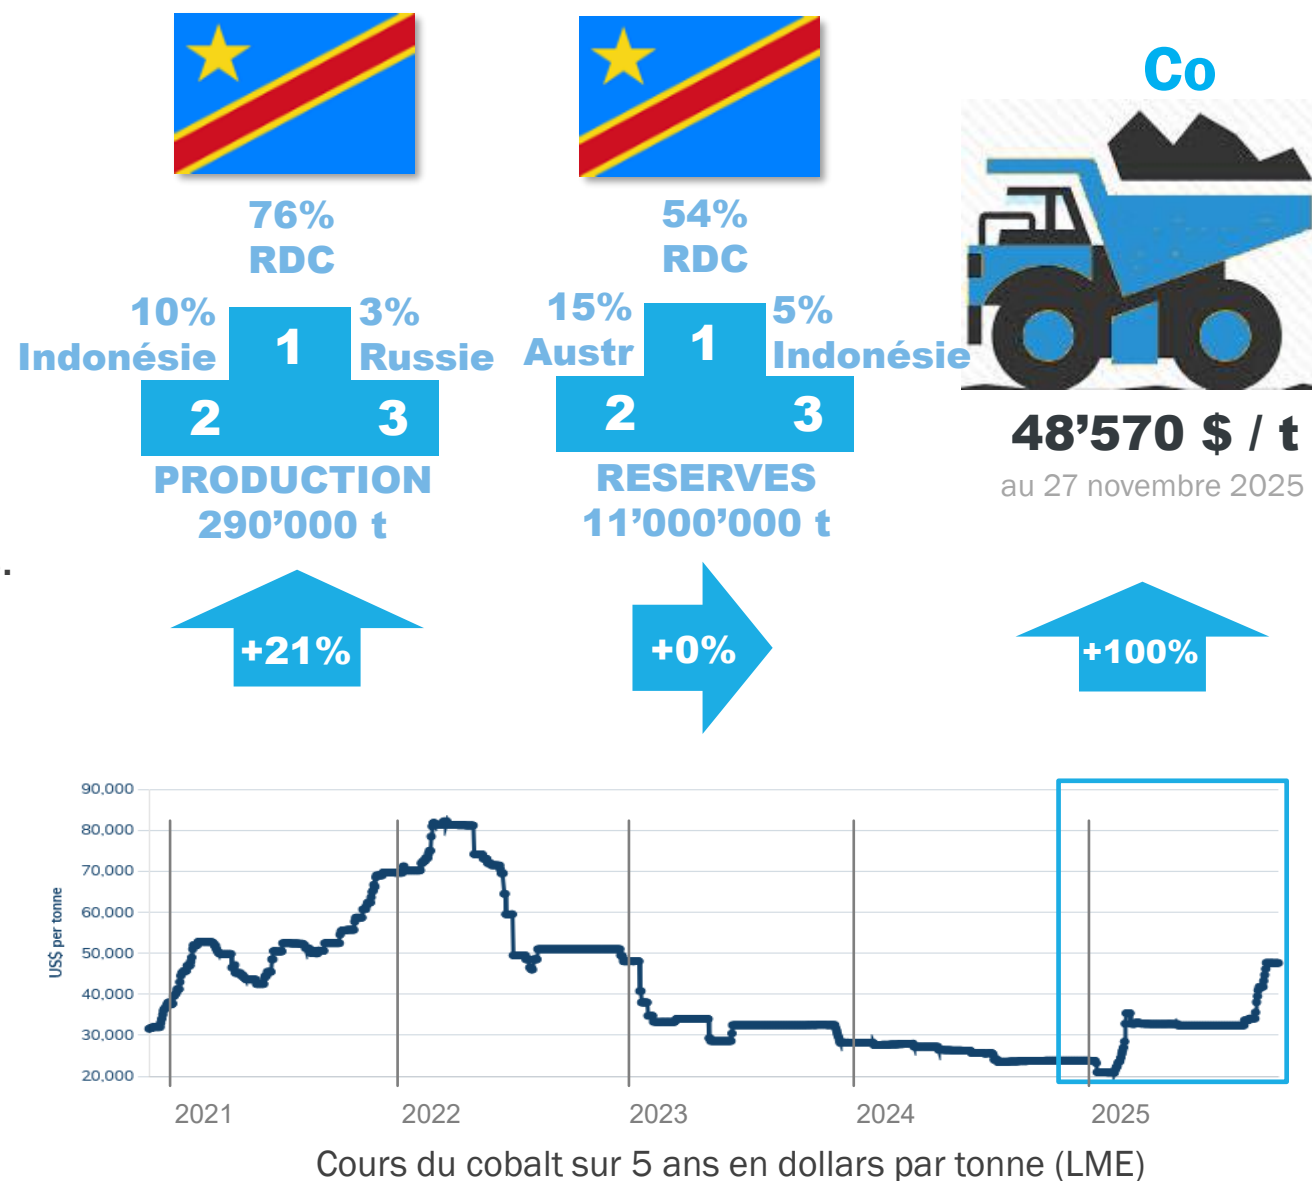 Co
76%
RDC
54%
RDC
10%
Indonésie
3%
Russie
1
2
3
15%
Austr
5%
Indonésie
1
2
3
PRODUCTION
290’000 t
RESERVES
11’000’000 t
48’570 $ / t
au 27 novembre 2025
.
+21%
+0%
+100%
US$ per tonne
90,000
80,000
70,000
60,000
50,000
40,000
30,000
20,000
2021
2022
2023
2024
2025
Cours du cobalt sur 5 ans en dollars par tonne (LME)